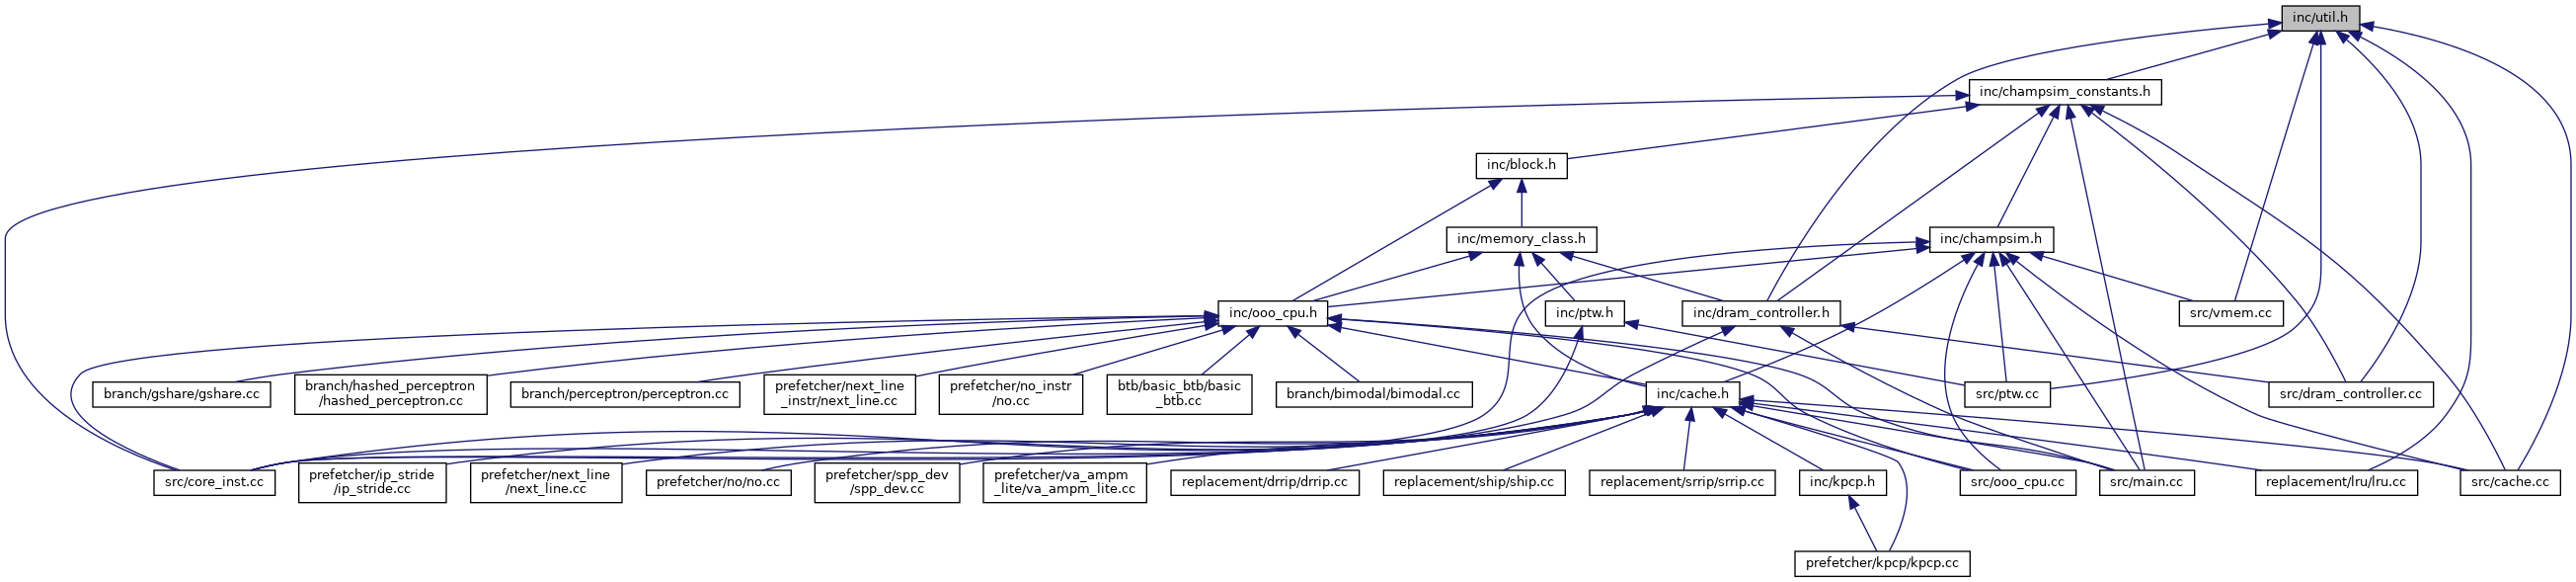 inc/util.h
inc/champsim_constants.h
inc/block.h
inc/memory_class.h
inc/champsim.h
inc/ooo_cpu.h
inc/ptw.h
inc/dram_controller.h
src/vmem.cc
branch/gshare/gshare.cc
branch/hashed_perceptron
/hashed_perceptron.cc
branch/perceptron/perceptron.cc
prefetcher/next_line
_instr/next_line.cc
prefetcher/no_instr
/no.cc
btb/basic_btb/basic
_btb.cc
branch/bimodal/bimodal.cc
inc/cache.h
src/ptw.cc
src/dram_controller.cc
src/core_inst.cc
prefetcher/ip_stride
/ip_stride.cc
prefetcher/next_line
/next_line.cc
prefetcher/no/no.cc
prefetcher/spp_dev
/spp_dev.cc
prefetcher/va_ampm
_lite/va_ampm_lite.cc
replacement/drrip/drrip.cc
replacement/ship/ship.cc
replacement/srrip/srrip.cc
inc/kpcp.h
src/ooo_cpu.cc
src/main.cc
replacement/lru/lru.cc
src/cache.cc
prefetcher/kpcp/kpcp.cc